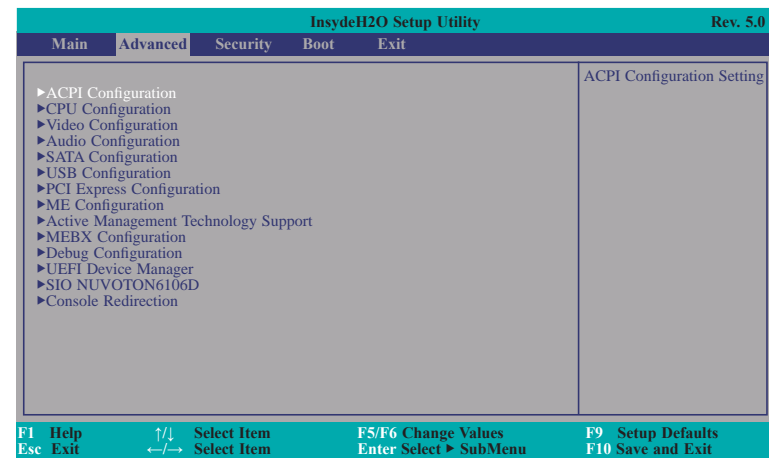 InsydeH2O Setup Utility Rev. 5.0
Main Advanced Security Boot Exit
ACPI Configuration Setting
▶ACPI Configuration
▶CPU Configuration
▶Video Configuration
▶Audio Configuration
▶SATA Configuration
▶USB Configuration
▶PCI Express Configuration
▶ME Configuration
▶Active Management Technology Support
▶MEBX Configuration
▶Debug Configuration
▶UEFI Device Manager
▶SIO NUVOTON6106D
▶Console Redirection
F1 Help ↑/↓ Select Item F5/F6 Change Values F9 Setup Defaults
Esc Exit ←/→ Select Item Enter Select ▶ SubMenu F10 Save and Exit